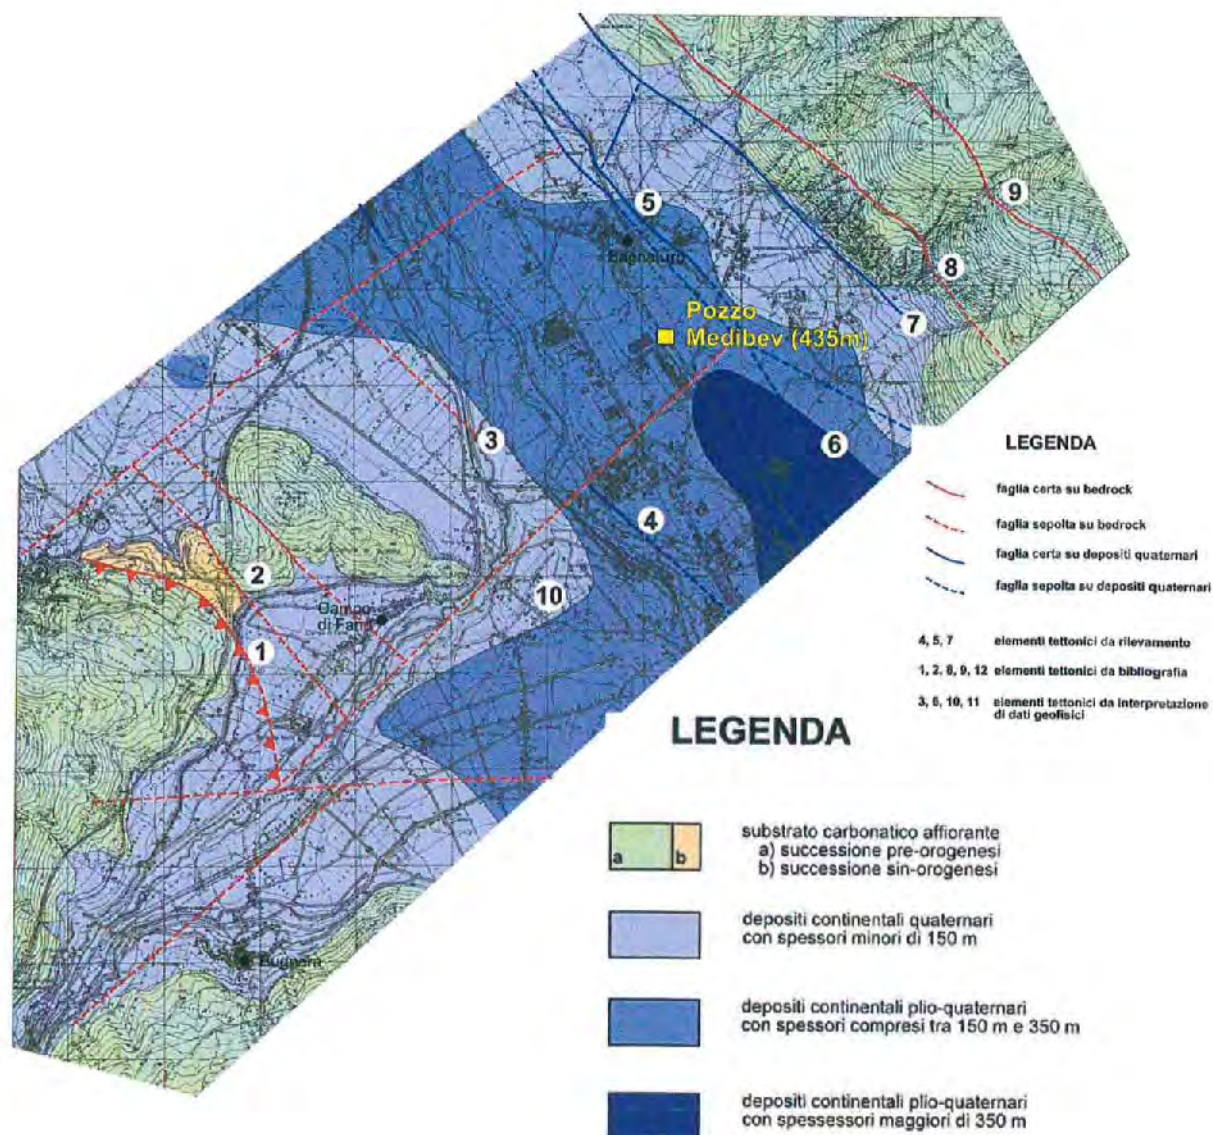 5
9
8
Bagnaturo
Pozzo
Medibev (435m)
7
3
6
4
2
10
Campo
di Fano
1
Bugnara
LEGENDA
faglia certa su bedrock
faglia sepolta su bedrock
faglia certa su depositi quaternari
faglia sepolta su depositi quaternari
4, 5, 7 elementi tettonici da rilevamento
1, 2, 8, 9, 12 elementi tettonici da bibliografia
3, 6, 10, 11 elementi tettonici da interpretazione
di dati geofisici
LEGENDA
a b
substrato carbonatico affiorante
a) successione pre-orogenesi
b) successione sin-orogenesi
depositi continentali quaternari
con spessori minori di 150 m
depositi continentali plio-quaternari
con spessori compresi tra 150 m e 350 m
depositi continentali plio-quaternari
con spessessori maggiori di 350 m